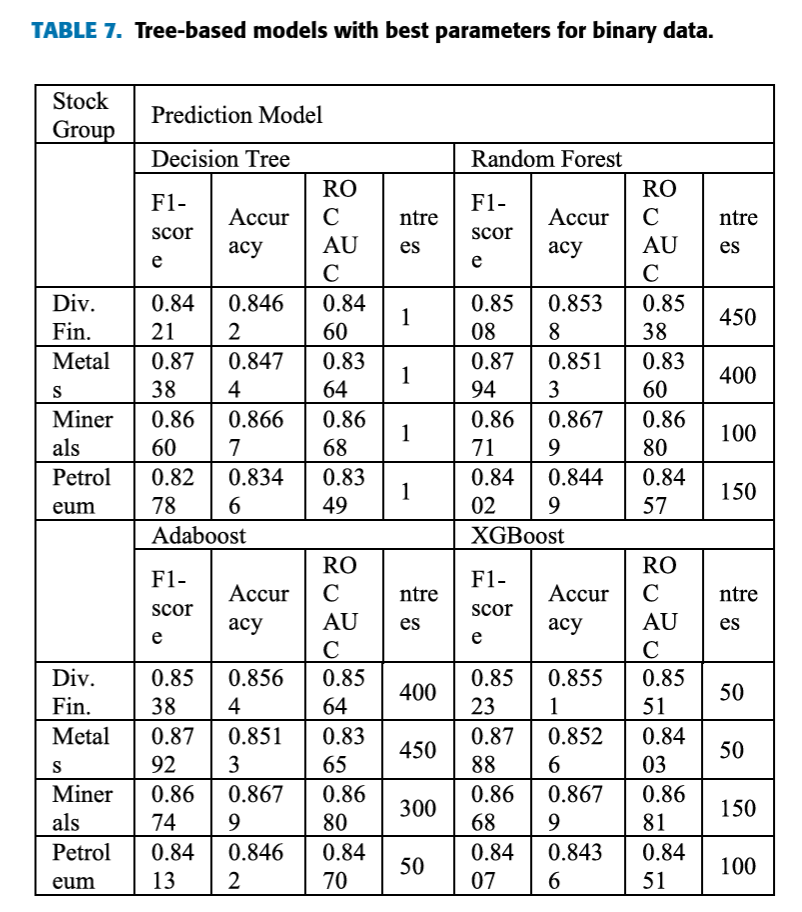 TABLE 7. Tree-based models with best parameters for binary data.
Stock Group Prediction Model
Decision Tree Random Forest
F1-score Accuracy ROC AUC ntrees F1-score Accuracy ROC AUC ntrees
Div. Fin. 0.8421 0.8462 0.8460 1 0.8508 0.8538 0.8538 450
Metals 0.8738 0.8474 0.8364 1 0.8794 0.8513 0.8360 400
Minerals 0.8660 0.8667 0.8668 1 0.8671 0.8679 0.8680 100
Petroleum 0.8278 0.8346 0.8349 1 0.8402 0.8449 0.8457 150
Adaboost XGBoost
F1-score Accuracy ROC AUC ntrees F1-score Accuracy ROC AUC ntrees
Div. Fin. 0.8538 0.8564 0.8564 400 0.8523 0.8551 0.8551 50
Metals 0.8792 0.8513 0.8365 450 0.8788 0.8526 0.8403 50
Minerals 0.8674 0.8679 0.8680 300 0.8668 0.8679 0.8681 150
Petroleum 0.8413 0.8462 0.8470 50 0.8407 0.8436 0.8451 100